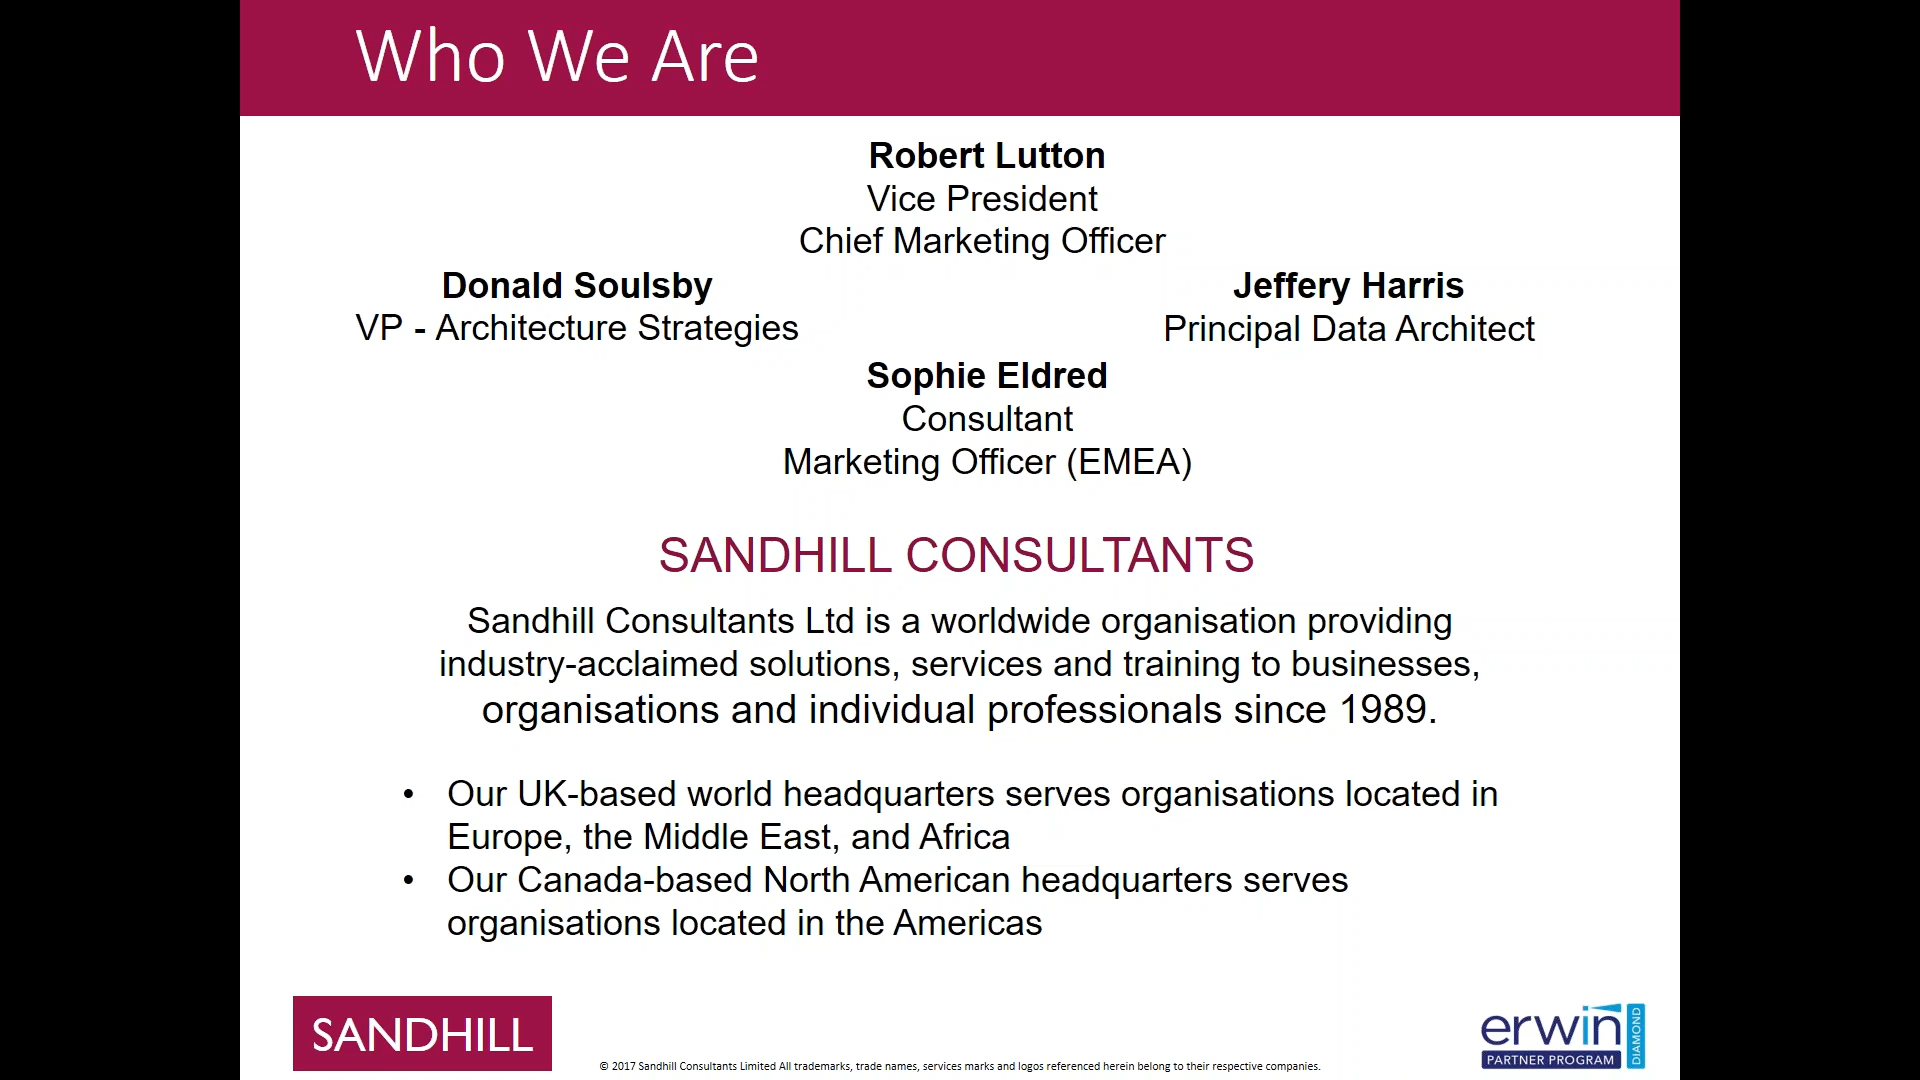 Who We Are
Robert Lutton
Vice President
Chief Marketing Officer
Donald Soulsby
VP - Architecture Strategies
Jeffery Harris
Principal Data Architect
Sophie Eldred
Consultant
Marketing Officer (EMEA)
SANDHILL CONSULTANTS
Sandhill Consultants Ltd is a worldwide organisation providing
industry-acclaimed solutions, services and training to businesses,
organisations and individual professionals since 1989.
• Our UK-based world headquarters serves organisations located in
Europe, the Middle East, and Africa
• Our Canada-based North American headquarters serves
organisations located in the Americas
SANDHILL
© 2017 Sandhill Consultants Limited All trademarks, trade names, services marks and logos referenced herein belong to their respective companies.
erwin
PARTNER PROGRAM
DIAMOND